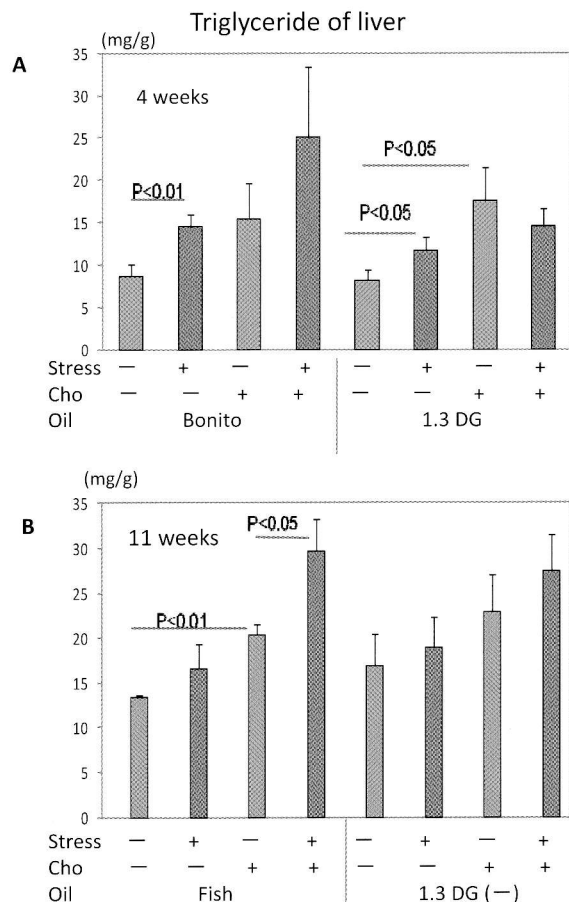 Triglyceride of liver
(mg/g)
A
35
4 weeks
30
25
P<0.05
20
P<0.01
P<0.05
15
10
5
0
Stress — + — + — + — +
Cho — — + + — — + +
Oil Bonito 1.3 DG
(mg/g)
B
35
P<0.05
11 weeks
30
25
P<0.01
20
15
10
5
0
Stress — + — + — + — +
Cho — — + + — — + +
Oil Fish 1.3 DG (—)